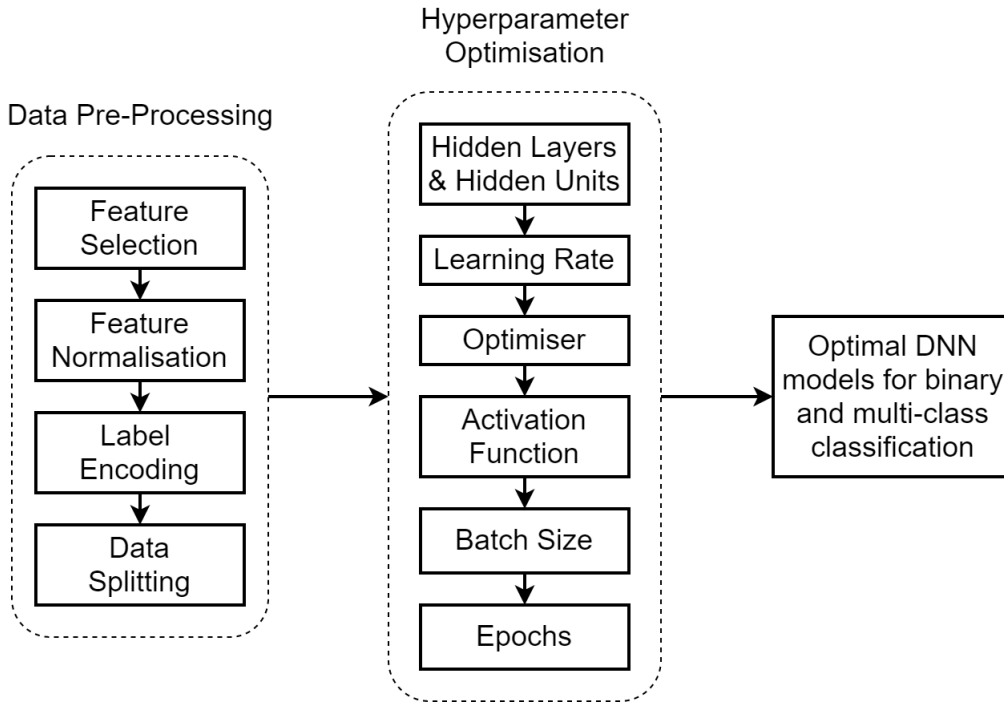 Data Pre-Processing
Feature
Selection
Feature
Normalisation
Label
Encoding
Data
Splitting
Hyperparameter
Optimisation
Hidden Layers
& Hidden Units
Learning Rate
Optimiser
Activation
Function
Batch Size
Epochs
Optimal DNN
models for binary
and multi-class
classification